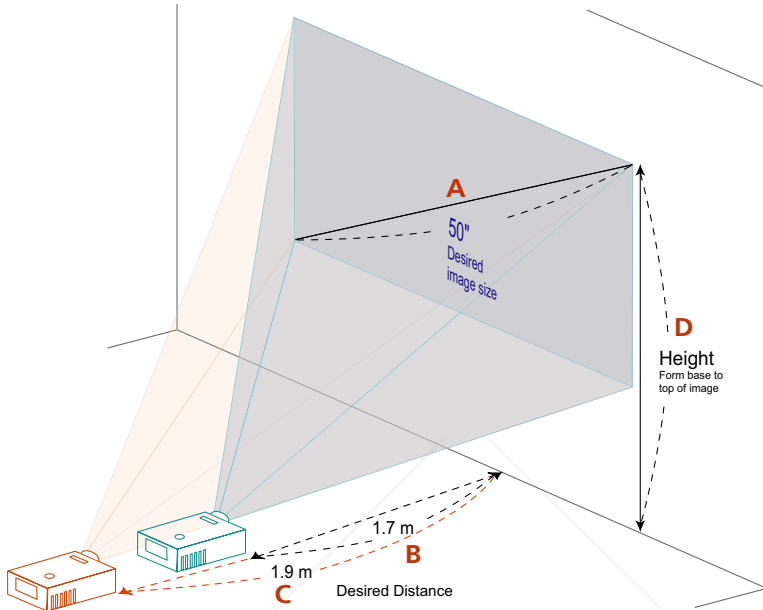 A
50"
Desired
image size
D
Height
Form base to
top of image
1.7 m
B
1.9 m
C
Desired Distance